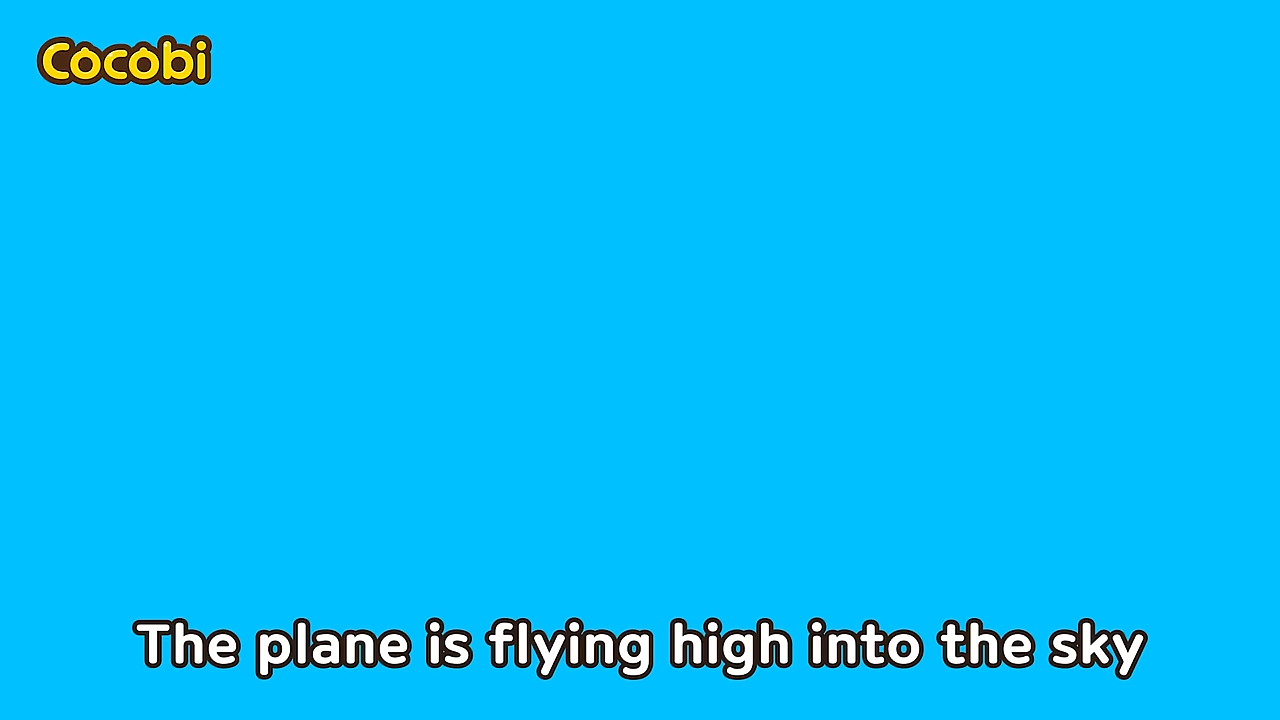 Cocobi
The plane is flying high into the sky